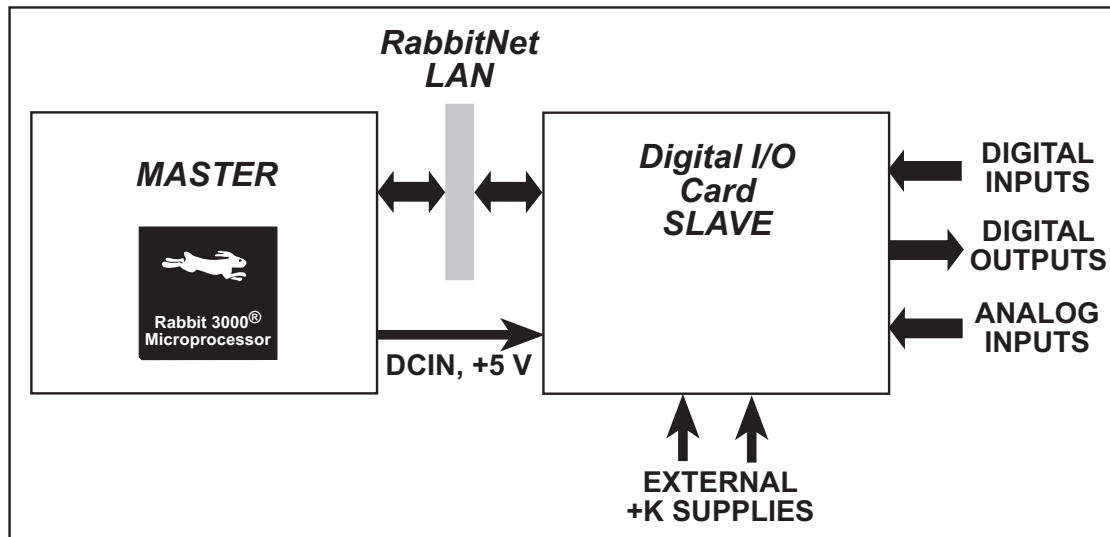 RabbitNet
LAN
MASTER
Rabbit 3000®
Microprocessor
DCIN, +5 V
Digital I/O
Card
SLAVE
DIGITAL
INPUTS
DIGITAL
OUTPUTS
ANALOG
INPUTS
EXTERNAL
+K SUPPLIES